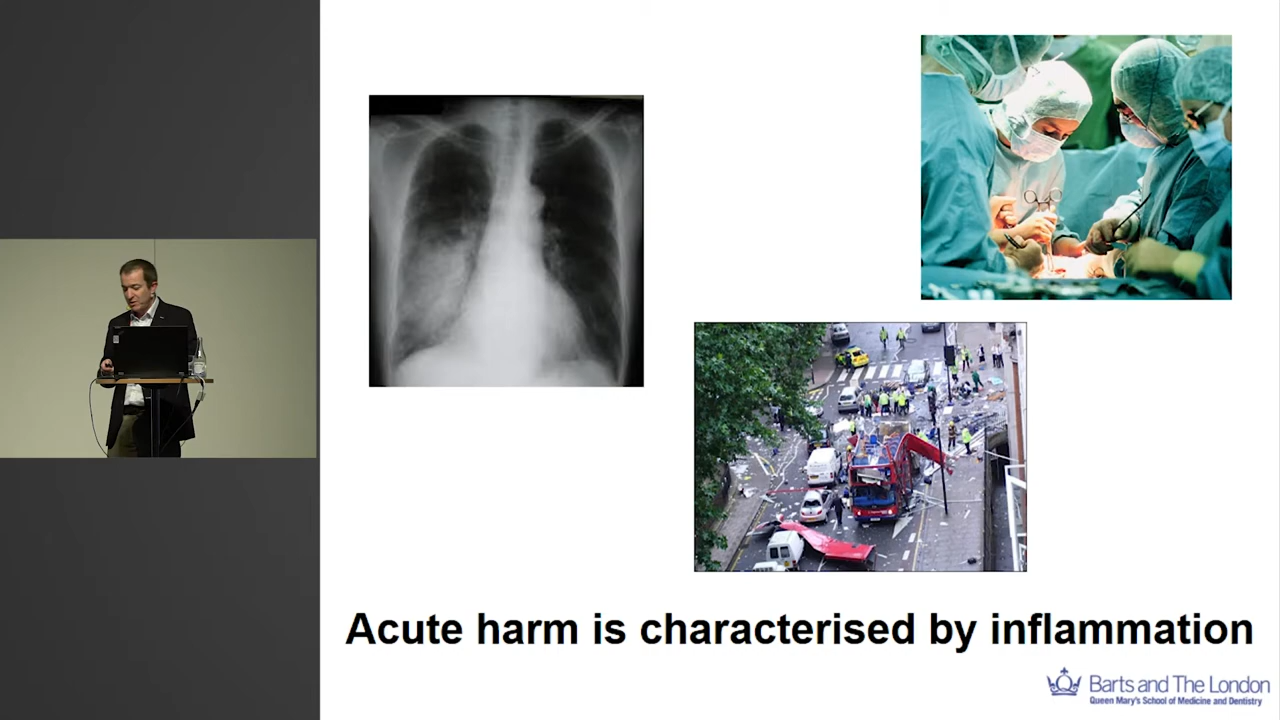 Acute harm is characterised by inflammation
Barts and The London
Queen Mary's School of Medicine and Dentistry